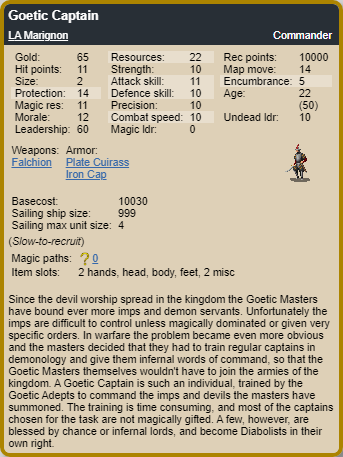 Goetic Captain
LA Marignon Commander
Gold: 65 Resources: 22 Rec points: 10000
Hit points: 11 Strength: 10 Map move: 14
Size: 2 Attack skill: 11 Encumbrance: 5
Protection: 14 Defence skill: 10 Age: 22
Magic res: 11 Precision: 10 (50)
Morale: 12 Combat speed: 10 Undead ldr: 10
Leadership: 60 Magic ldr: 0
Weapons: Armor:
Falchion Plate Cuirass
Iron Cap
Basecost: 10030
Sailing ship size: 999
Sailing max unit size: 4
(Slow-to-recruit)
Magic paths: ? 0
Item slots: 2 hands, head, body, feet, 2 misc
Since the devil worship spread in the kingdom the Goetic Masters
have bound ever more imps and demon servants. Unfortunately the
imps are difficult to control unless magically dominated or given very
specific orders. In warfare the problem became even more obvious
and the masters decided that they had to train regular captains in
demonology and give them infernal words of command, so that the
Goetic Masters themselves wouldn't have to join the armies of the
kingdom. A Goetic Captain is such an individual, trained by the
Goetic Adepts to command the imps and devils the masters have
summoned. The training is time consuming, and most of the captains
chosen for the task are not magically gifted. A few, however, are
blessed by chance or infernal lords, and become Diabolists in their
own right.